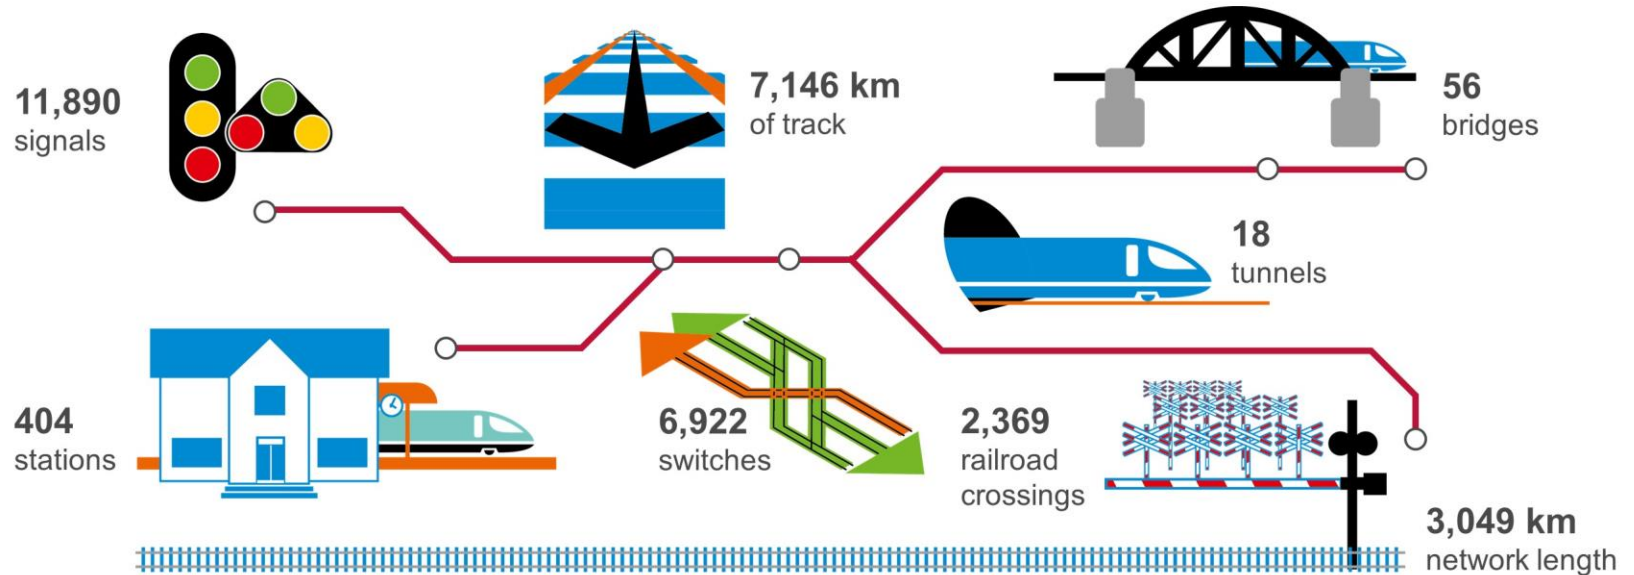 11,890
signals
7,146 km
of track
56
bridges
18
tunnels
404
stations
6,922
switches
2,369
railroad
crossings
3,049 km
network length